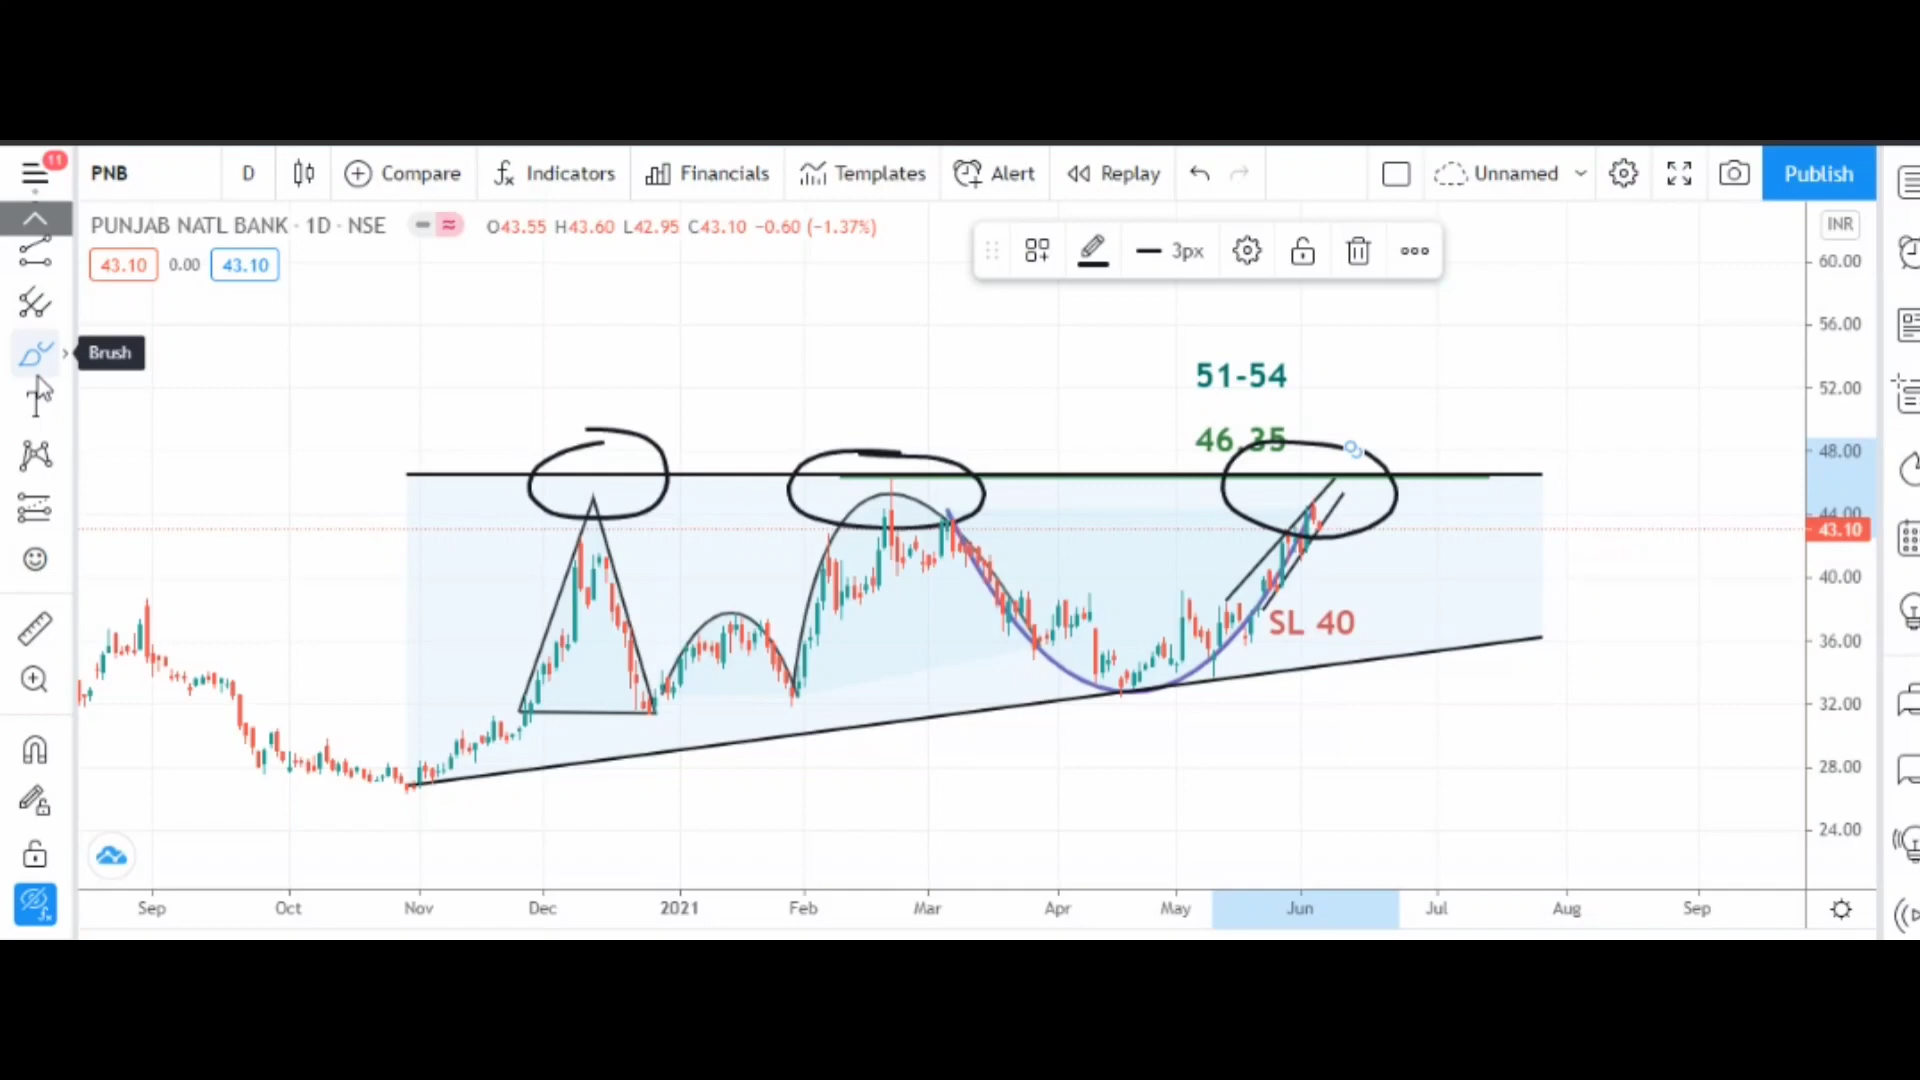 11
PNB D Compare Indicators Financials Templates Alert Replay Unnamed Publish
PUNJAB NATL BANK · 1D · NSE O43.55 H43.60 L42.95 C43.10 −0.60 (−1.37%)
43.10 0.00 43.10
3px
INR
60.00
56.00
Brush
51-54
52.00
46.35
48.00
44.00
43.10
40.00
SL 40
36.00
32.00
28.00
24.00
Sep Oct Nov Dec 2021 Feb Mar Apr May Jun Jul Aug Sep